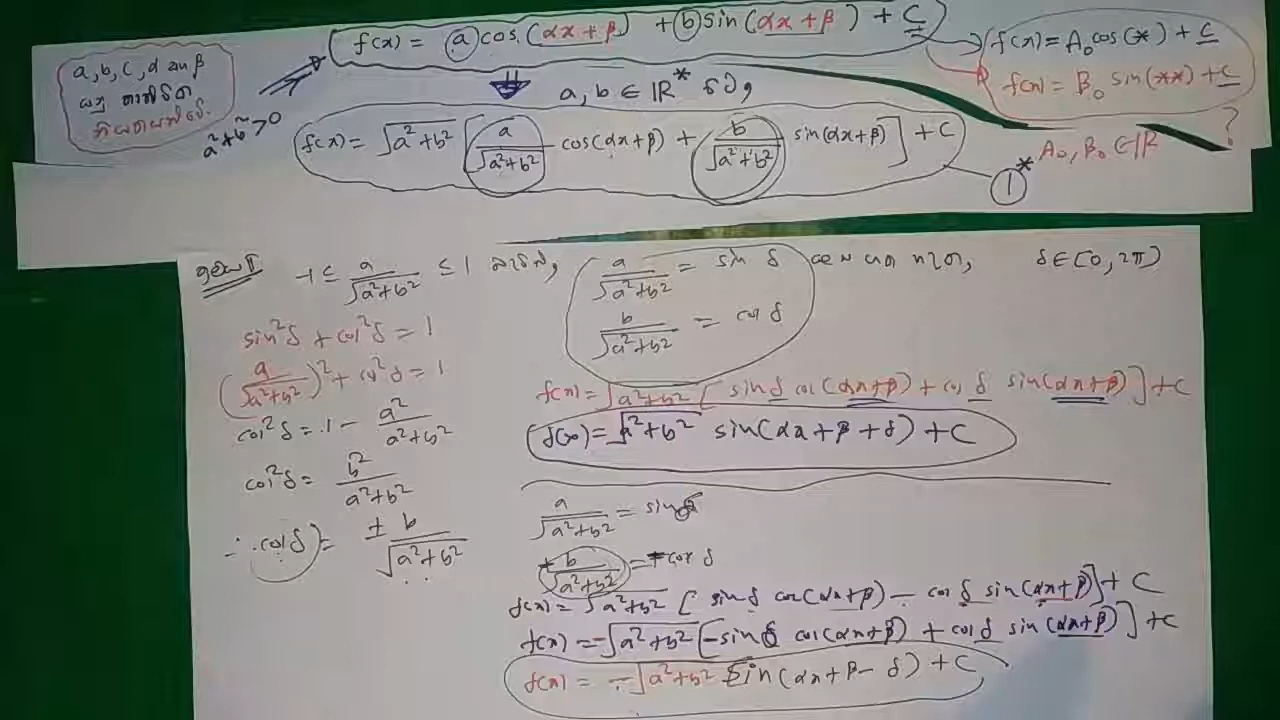 f(x) = a cos(αx + β) + b sin(αx + β) + c
f(x) = A₀ cos(*) + c
f(x) = B₀ sin(**) + c
A₀, B₀ ∈ ℝ ?
a, b, c, α සහ β
a² + b² > 0
a, b ∈ ℝ*
f(x) = √a²+b² [ a/√a²+b² cos(αx+β) + b/√a²+b² sin(αx+β) ] + c
①*
-1 ≤ a/√a²+b² ≤ 1
a/√a²+b² = sin δ
δ ∈ [0, 2π)
b/√a²+b² = cos δ
sin²δ + cos²δ = 1
(a/√a²+b²)² + cos²δ = 1
cos²δ = 1 - a²/a²+b²
cos²δ = b²/a²+b²
∴ cos δ = ± b/√a²+b²
f(x) = √a²+b² [ sin δ cos(αx+β) + cos δ sin(αx+β) ] + c
f(x) = √a²+b² sin(αx + β + δ) + c
a/√a²+b² = sin δ
f(x) = √a²+b² [ sin δ cos(αx+β) - cos δ sin(αx+β) ] + c
f(x) = -√a²+b² [ -sin δ cos(αx+β) + cos δ sin(αx+β) ] + c
f(x) = -√a²+b² sin(αx + β - δ) + c